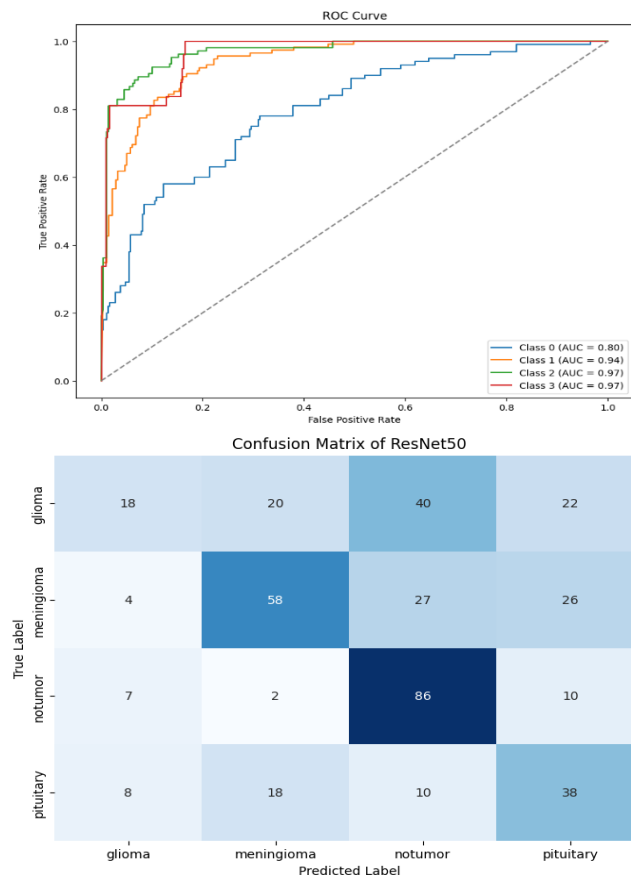 ROC Curve
1.0
0.8
0.6
0.4
0.2
0.0
True Positive Rate
Class 0 (AUC = 0.80)
Class 1 (AUC = 0.94)
Class 2 (AUC = 0.97)
Class 3 (AUC = 0.97)
0.0 0.2 0.4 0.6 0.8 1.0
False Positive Rate
Confusion Matrix of ResNet50
True Label
glioma 18 20 40 22
meningioma 4 58 27 26
notumor 7 2 86 10
pituitary 8 18 10 38
glioma meningioma notumor pituitary
Predicted Label